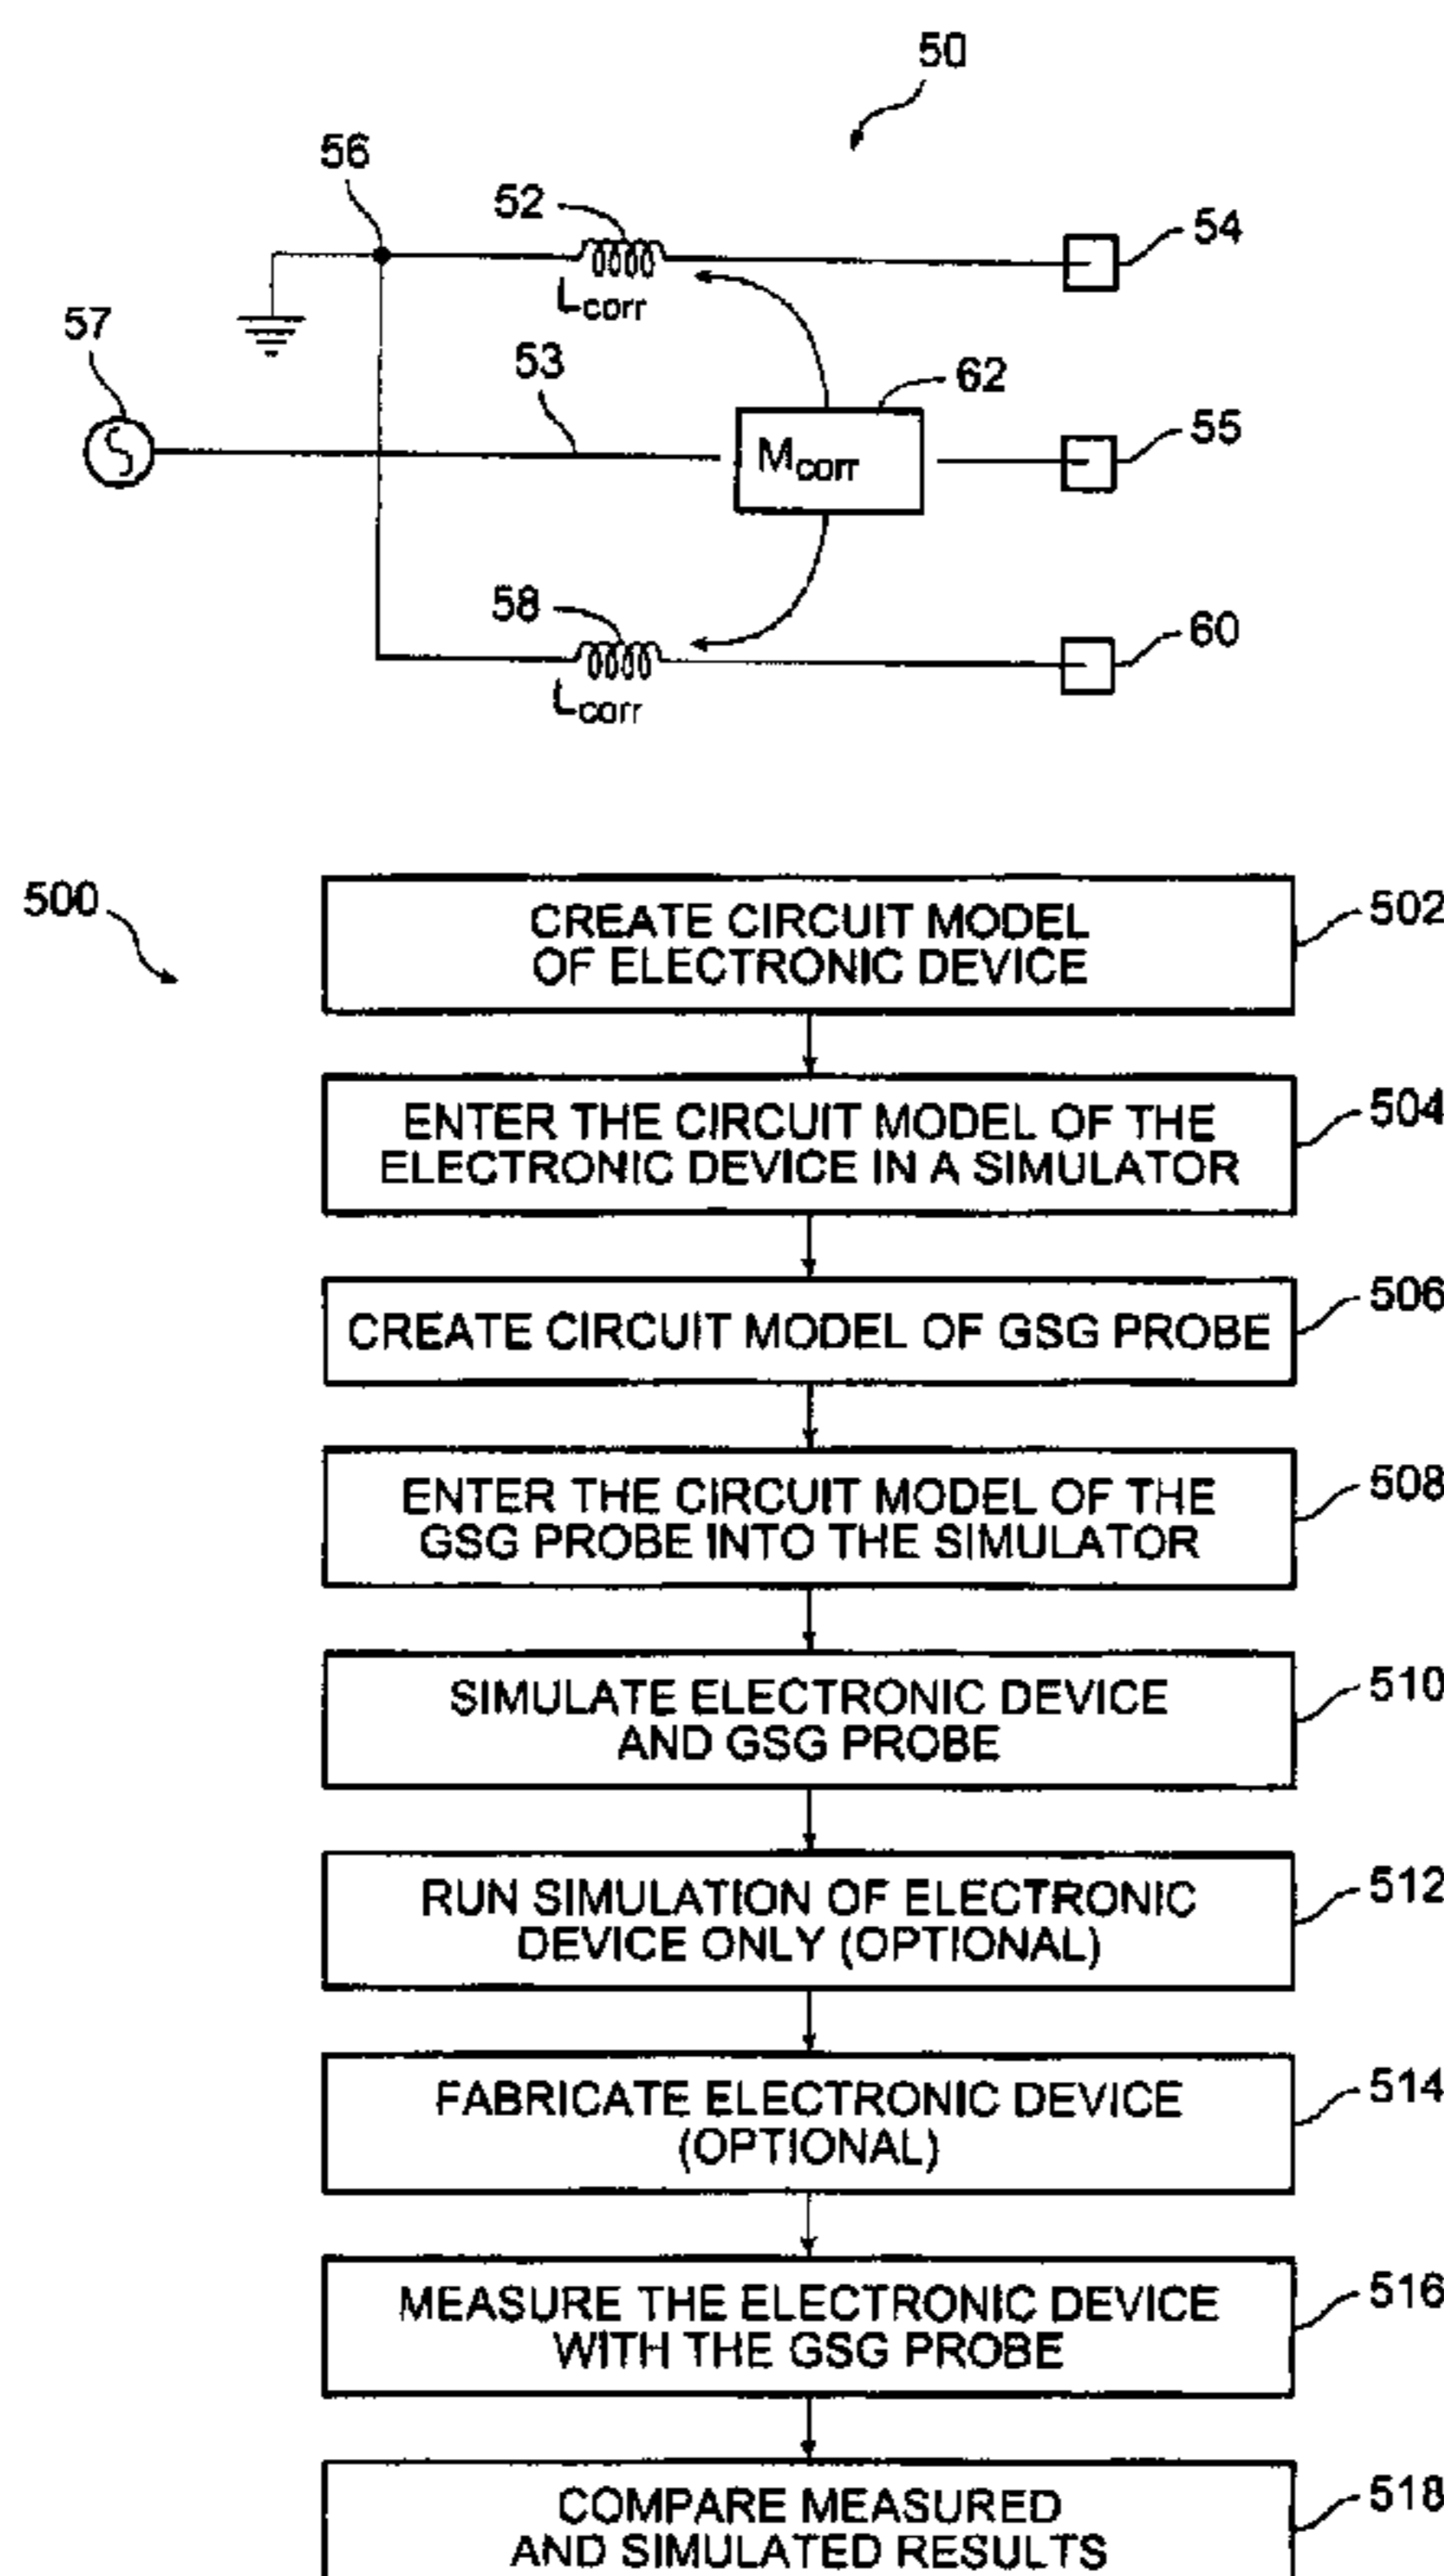 50
56
52
54
Lcorr
57
53
62
55
Mcorr
58
60
Lcorr
500
CREATE CIRCUIT MODEL
OF ELECTRONIC DEVICE
502
ENTER THE CIRCUIT MODEL OF THE
ELECTRONIC DEVICE IN A SIMULATOR
504
CREATE CIRCUIT MODEL OF GSG PROBE
506
ENTER THE CIRCUIT MODEL OF THE
GSG PROBE INTO THE SIMULATOR
508
SIMULATE ELECTRONIC DEVICE
AND GSG PROBE
510
RUN SIMULATION OF ELECTRONIC
DEVICE ONLY (OPTIONAL)
512
FABRICATE ELECTRONIC DEVICE
(OPTIONAL)
514
MEASURE THE ELECTRONIC DEVICE
WITH THE GSG PROBE
516
COMPARE MEASURED
AND SIMULATED RESULTS
518